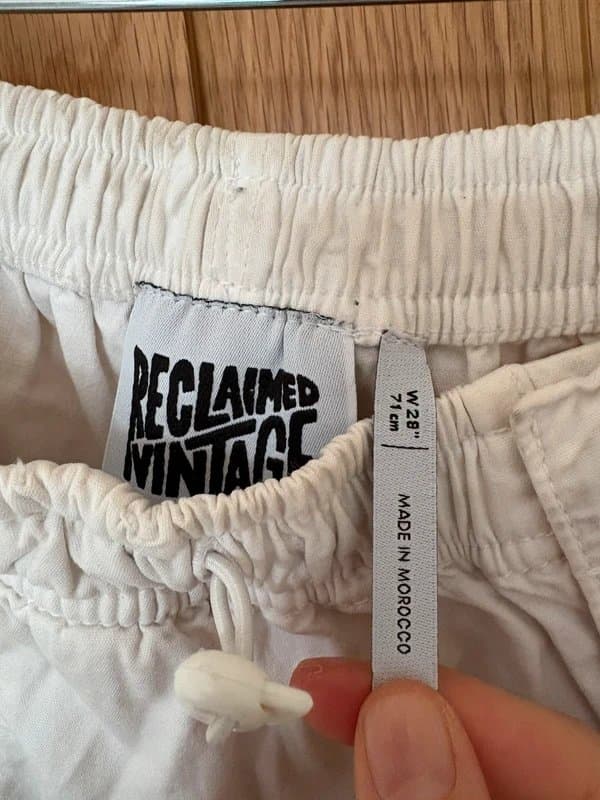 RECLAIMED
VINTAGE
W 28"
71 cm
MADE IN MOROCCO